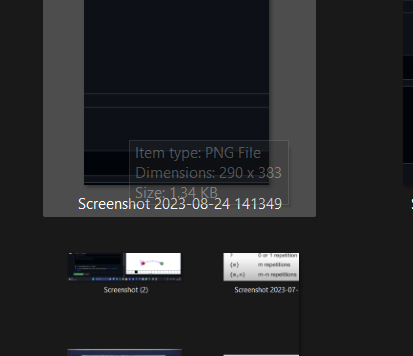 Item type: PNG File
Dimensions: 290 x 383
Size: 1.34 KB
Screenshot 2023-08-24 141349
? 0 or 1 repetition
{m} m repetitions
{m,n} m-n repetitions
Screenshot (2)
Screenshot 2023-07-